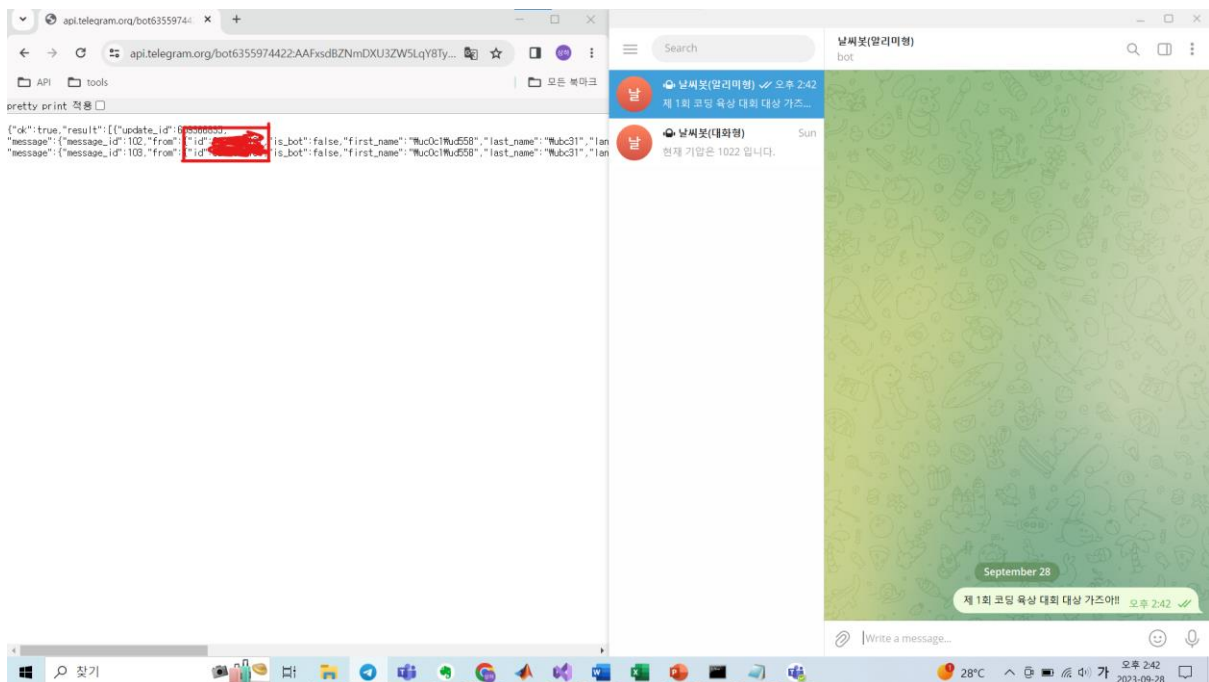 api.telegram.org/bot63559744
api.telegram.org/bot6355974422:AAFxsdBZNmDXU3ZW5LqY8Ty...
API tools 모든 북마크
pretty print 적용
{"ok":true,"result":[{"update_id":
"message":{"message_id":102,"from":{"id" "is_bot":false,"first_name":"₩uc0c1₩ud558","last_name":"₩ubc31","lan
"message":{"message_id":103,"from":{"id" "is_bot":false,"first_name":"₩uc0c1₩ud558","last_name":"₩ubc31","lan
Search
날
날씨봇(알리미형) 오후 2:42
제 1회 코딩 육상 대회 대상 가즈...
날
날씨봇(대화형) Sun
현재 기압은 1022 입니다.
날씨봇(알리미형)
bot
September 28
제 1회 코딩 육상 대회 대상 가즈아!! 오후 2:42
Write a message...
찾기
28°C 가 오후 2:42
2023-09-28